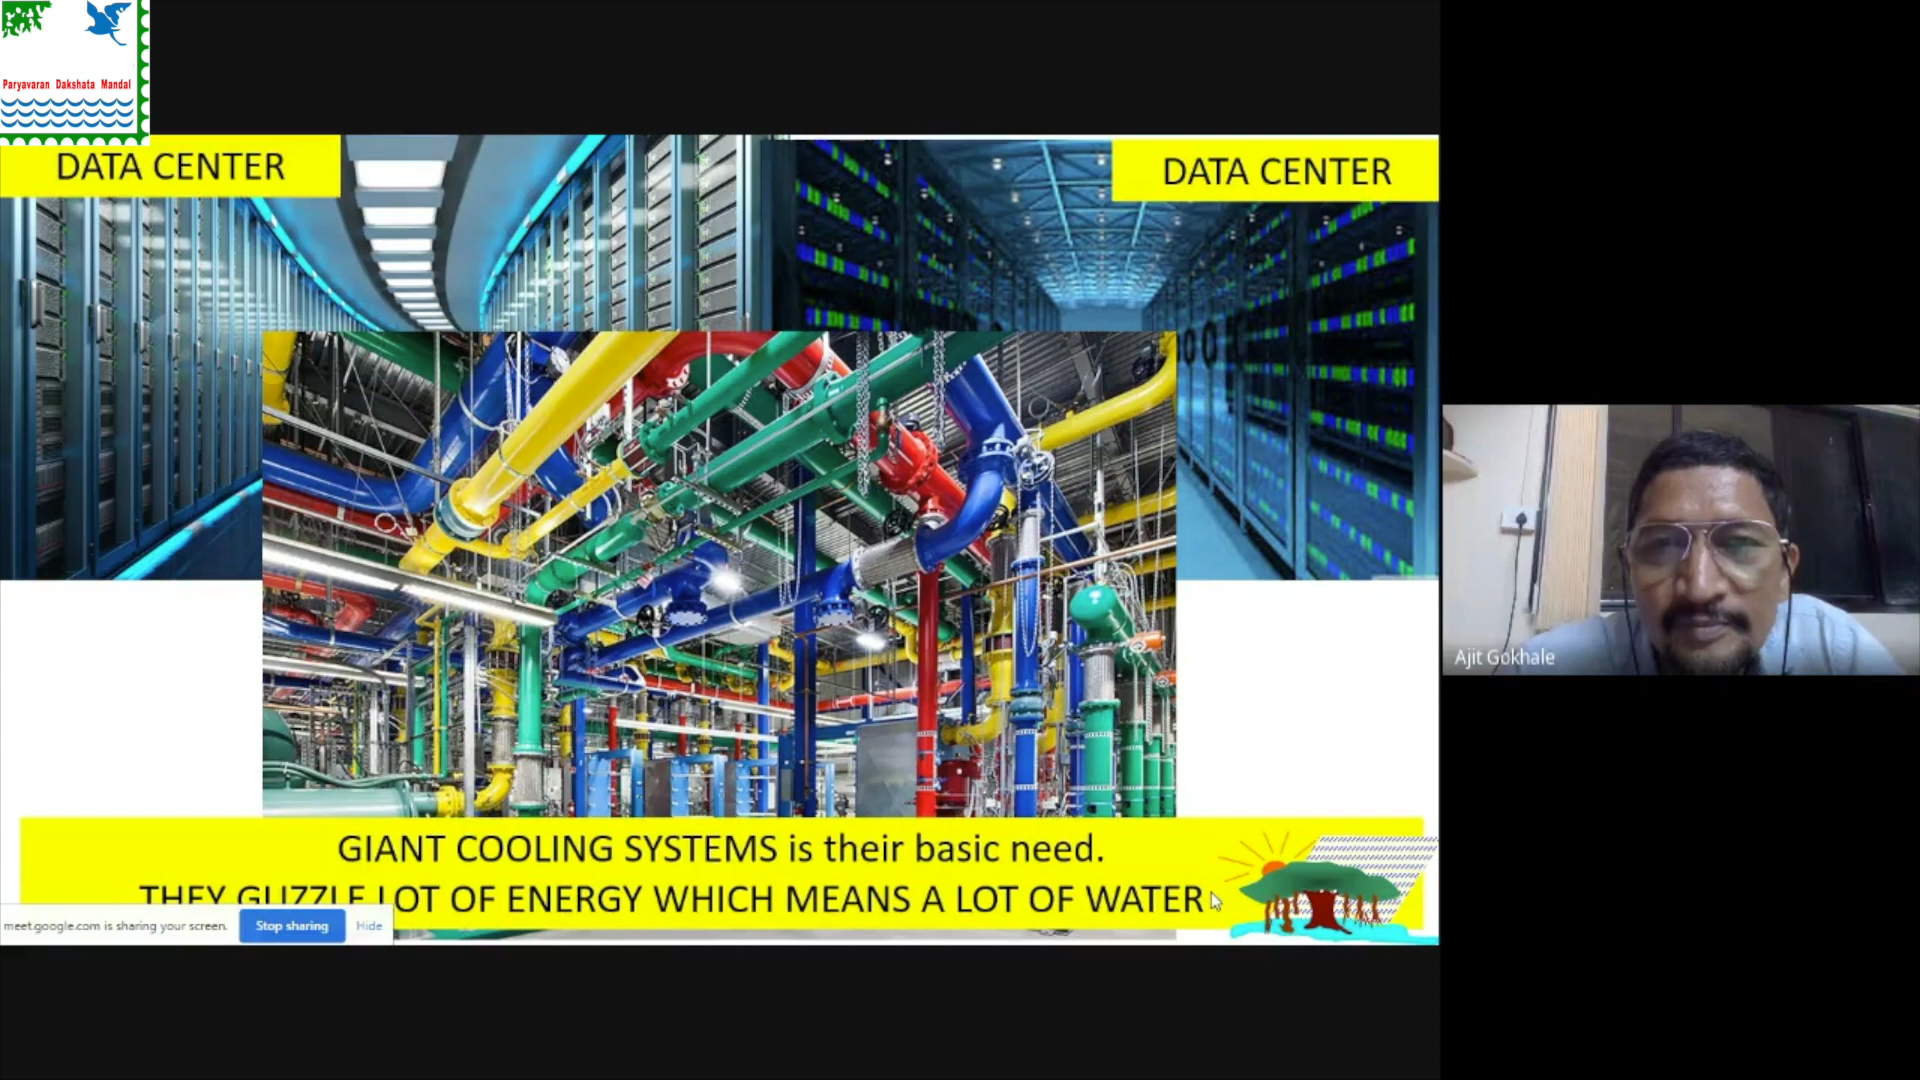 Paryavaran Dakshata Mandal
DATA CENTER
DATA CENTER
GIANT COOLING SYSTEMS is their basic need.
THEY GUZZLE LOT OF ENERGY WHICH MEANS A LOT OF WATER
meet.google.com is sharing your screen.
Stop sharing
Hide
Ajit Gokhale